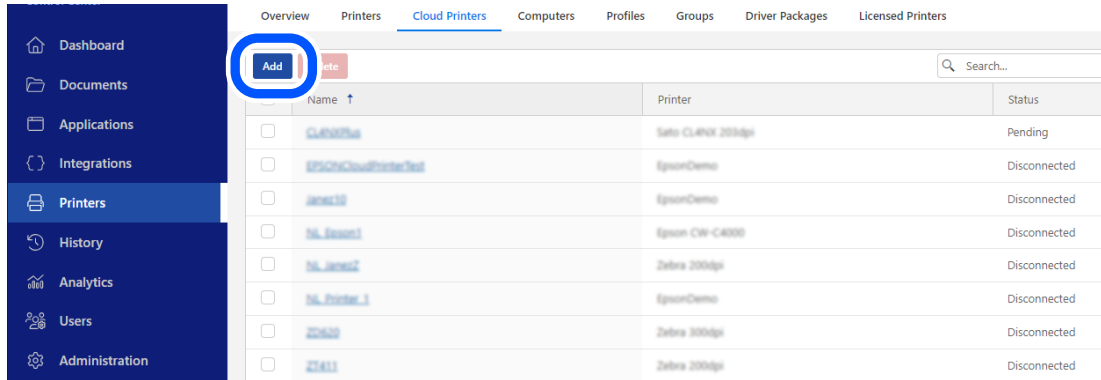 Overview Printers Cloud Printers Computers Profiles Groups Driver Packages Licensed Printers
Dashboard
Documents
Applications
Integrations
Printers
History
Analytics
Users
Administration
Add
Search...
Name ↑ Printer Status
CL4NXPlus Sato CL4NX 203dpi Pending
EPSONCloudPrinterTest EpsonDemo Disconnected
Janez10 EpsonDemo Disconnected
NL_Epson1 Epson CW-C4000 Disconnected
NL_JanezZ Zebra 200dpi Disconnected
NL_Printer_1 EpsonDemo Disconnected
ZD620 Zebra 300dpi Disconnected
ZT411 Zebra 200dpi Disconnected